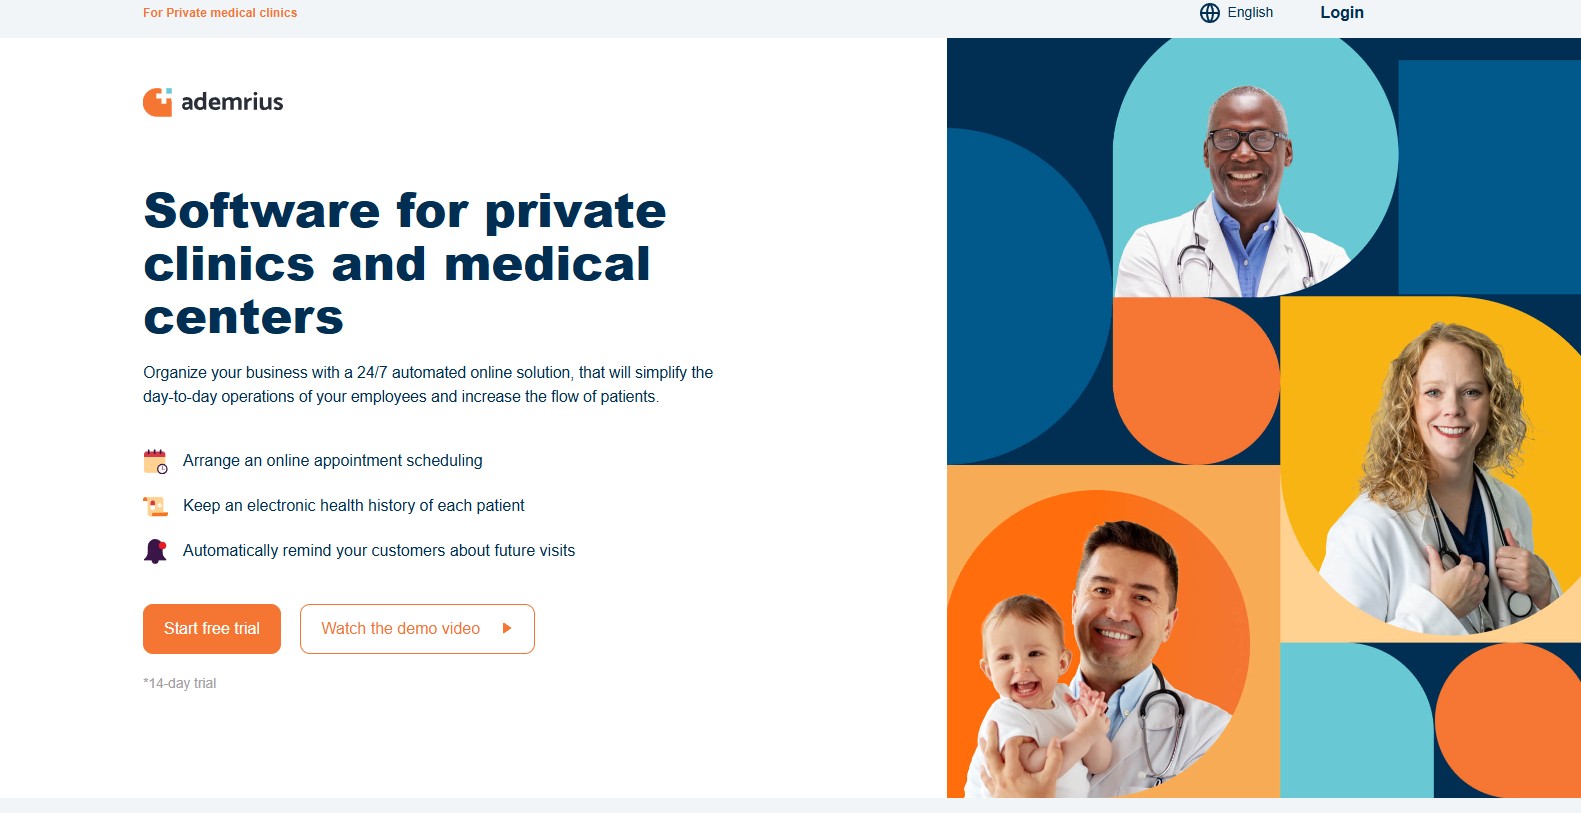 For Private medical clinics
English
Login
ademrius
Software for private
clinics and medical
centers
Organize your business with a 24/7 automated online solution, that will simplify the
day-to-day operations of your employees and increase the flow of patients.
Arrange an online appointment scheduling
Keep an electronic health history of each patient
Automatically remind your customers about future visits
Start free trial
Watch the demo video
*14-day trial